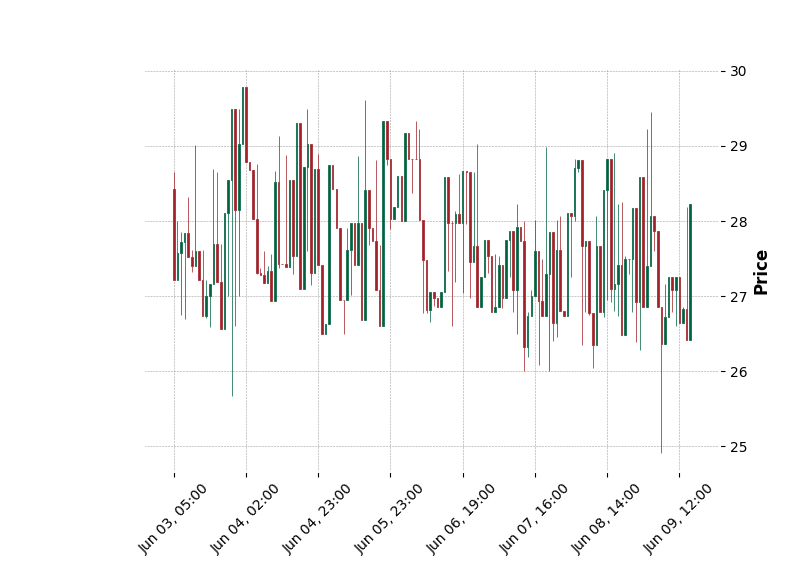 30
29
28
27
26
25
Price
Jun 03, 05:00
Jun 04, 02:00
Jun 04, 23:00
Jun 05, 23:00
Jun 06, 19:00
Jun 07, 16:00
Jun 08, 14:00
Jun 09, 12:00